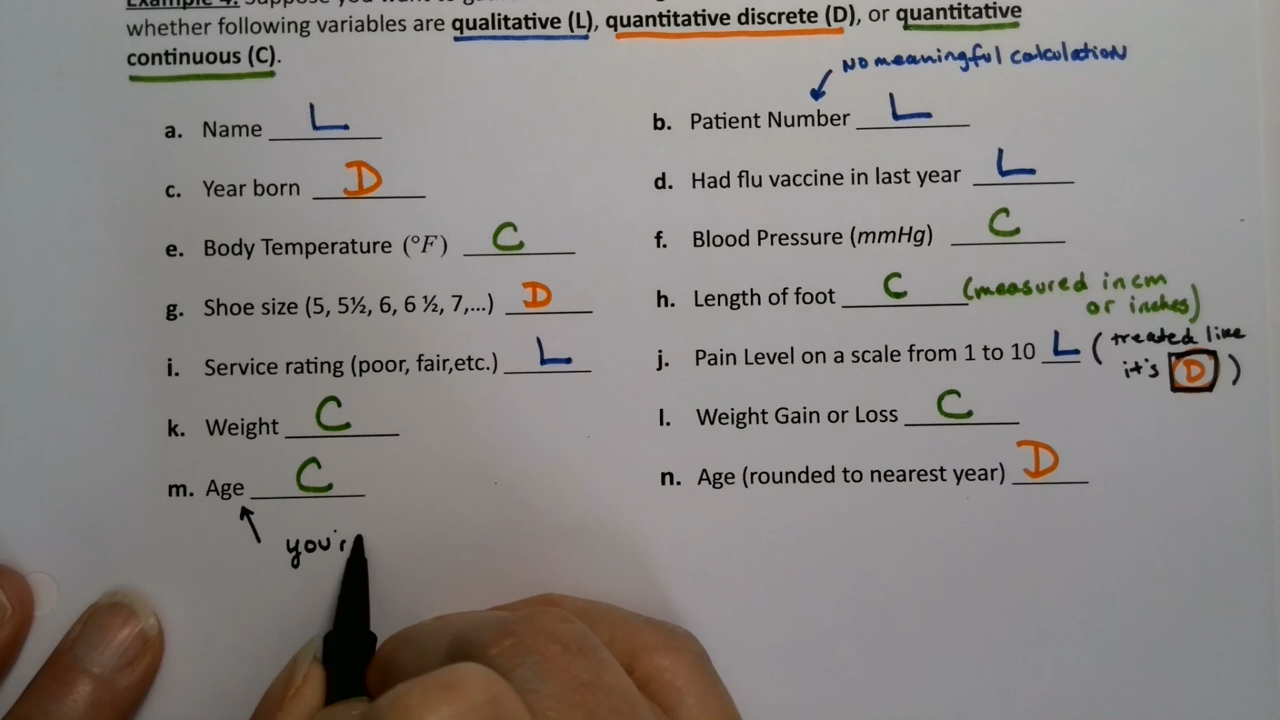 whether following variables are qualitative (L), quantitative discrete (D), or quantitative
continuous (C).
No meaningful calculation
a. Name L
b. Patient Number L
c. Year born D
d. Had flu vaccine in last year L
e. Body Temperature (°F) C
f. Blood Pressure (mmHg) C
g. Shoe size (5, 5½, 6, 6 ½, 7,...) D
h. Length of foot C (measured in cm
or inches)
i. Service rating (poor, fair,etc.) L
j. Pain Level on a scale from 1 to 10 L (treated like
it's D)
k. Weight C
l. Weight Gain or Loss C
m. Age C
n. Age (rounded to nearest year) D
you'r